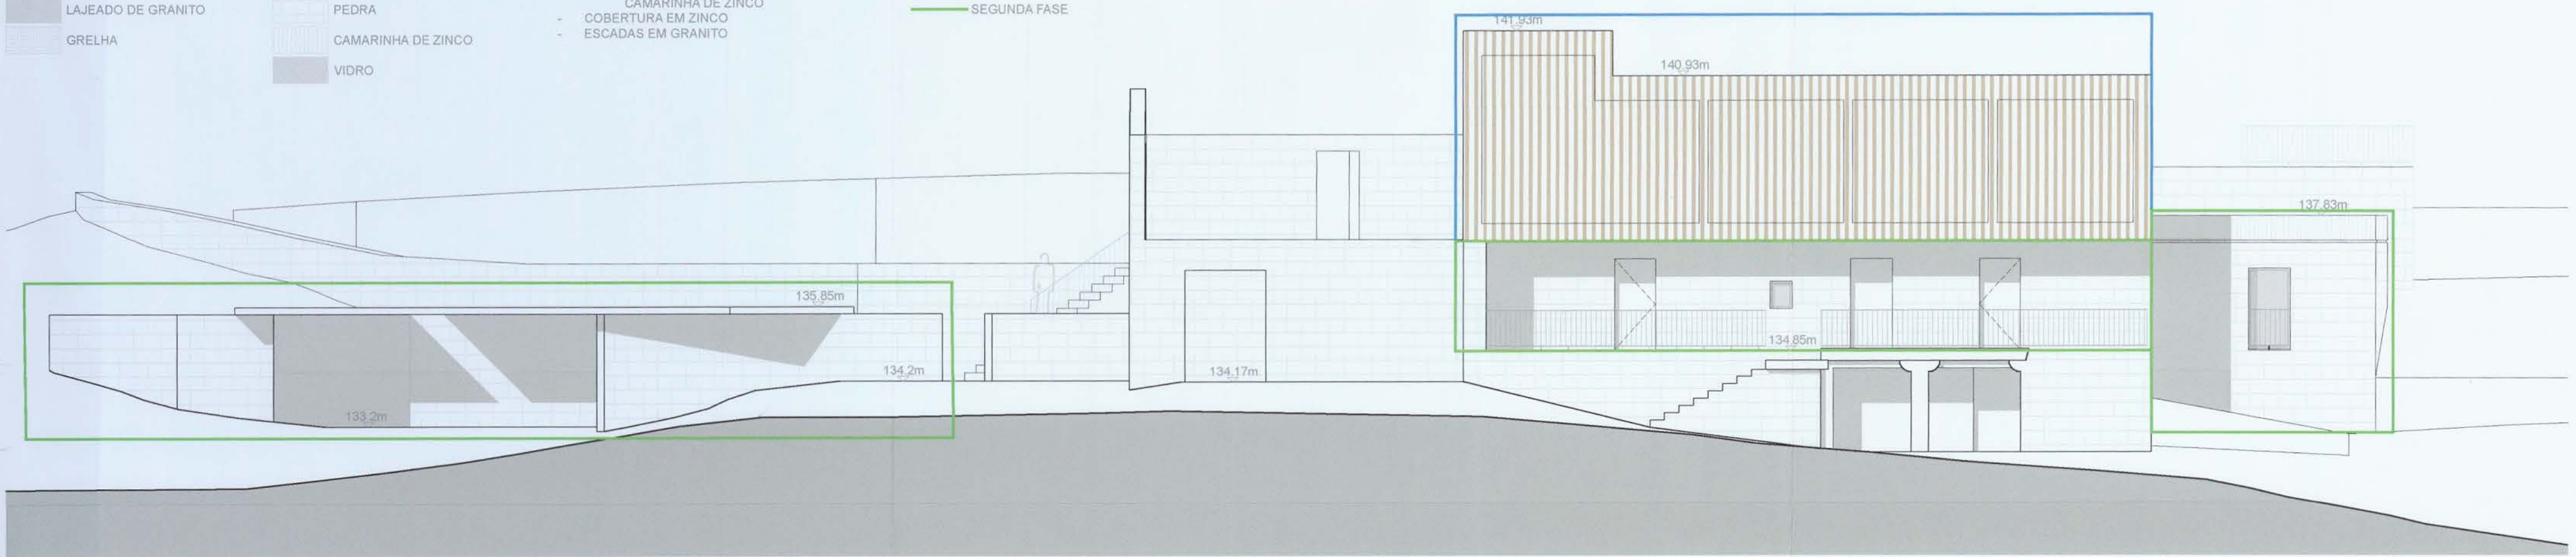 LAJEADO DE GRANITO
GRELHA
PEDRA
CAMARINHA DE ZINCO
VIDRO
CAMARINHA DE ZINCO
- COBERTURA EM ZINCO
- ESCADAS EM GRANITO
SEGUNDA FASE
141.93m
140.93m
137.83m
135.85m
134.85m
134.2m
134.17m
133.2m